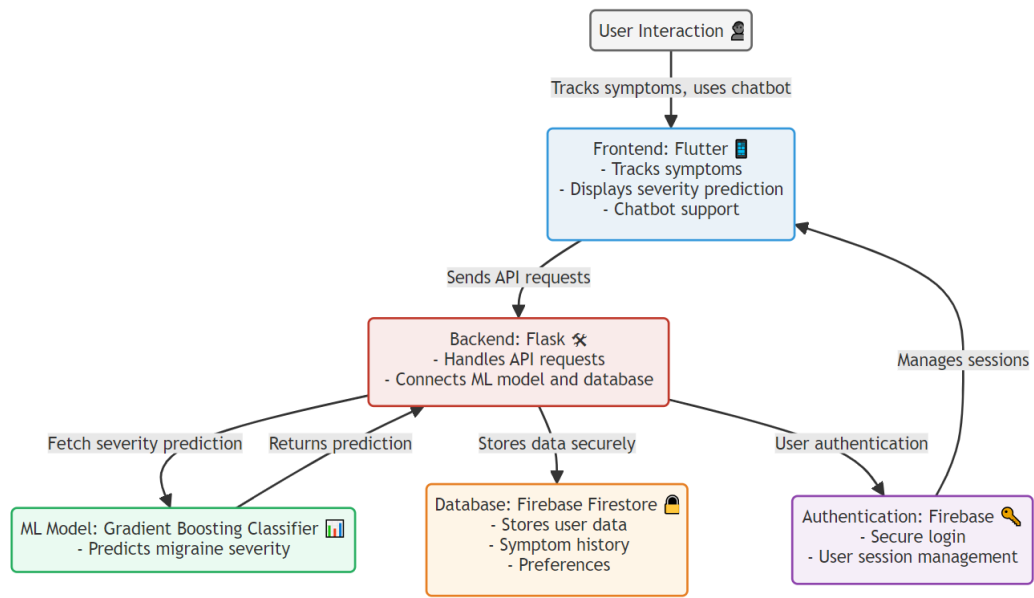 User Interaction
Tracks symptoms, uses chatbot
Frontend: Flutter
- Tracks symptoms
- Displays severity prediction
- Chatbot support
Sends API requests
Backend: Flask
- Handles API requests
- Connects ML model and database
Manages sessions
Fetch severity prediction
Returns prediction
Stores data securely
User authentication
ML Model: Gradient Boosting Classifier
- Predicts migraine severity
Database: Firebase Firestore
- Stores user data
- Symptom history
- Preferences
Authentication: Firebase
- Secure login
- User session management